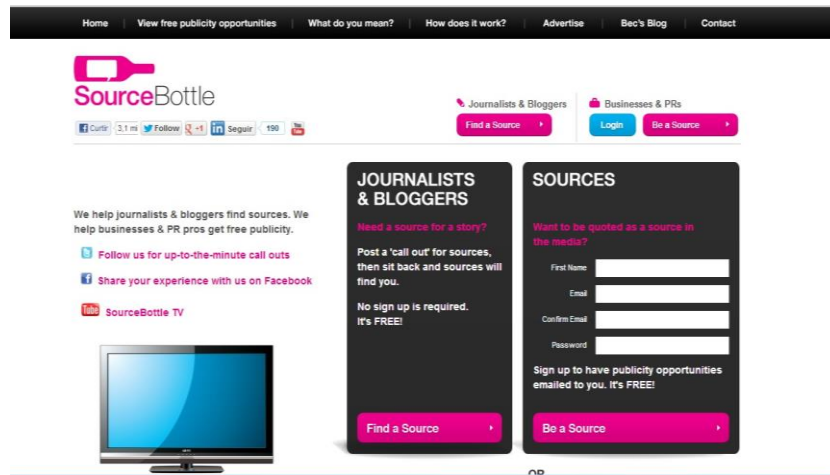 Home View free publicity opportunities What do you mean? How does it work? Advertise Bec's Blog Contact
SourceBottle
Journalists & Bloggers Businesses & PRs
Curtir 3,1 mi Follow +1 in Seguir 190 You
Find a Source Login Be a Source
JOURNALISTS
& BLOGGERS
Need a source for a story?
Post a 'call out' for sources,
then sit back and sources will
find you.
No sign up is required.
It's FREE!
Find a Source
SOURCES
Want to be quoted as a source in
the media?
First Name
Email
Confirm Email
Password
Sign up to have publicity opportunities
emailed to you. It's FREE!
Be a Source
OR
We help journalists & bloggers find sources. We
help businesses & PR pros get free publicity.
Follow us for up-to-the-minute call outs
Share your experience with us on Facebook
Tube SourceBottle TV